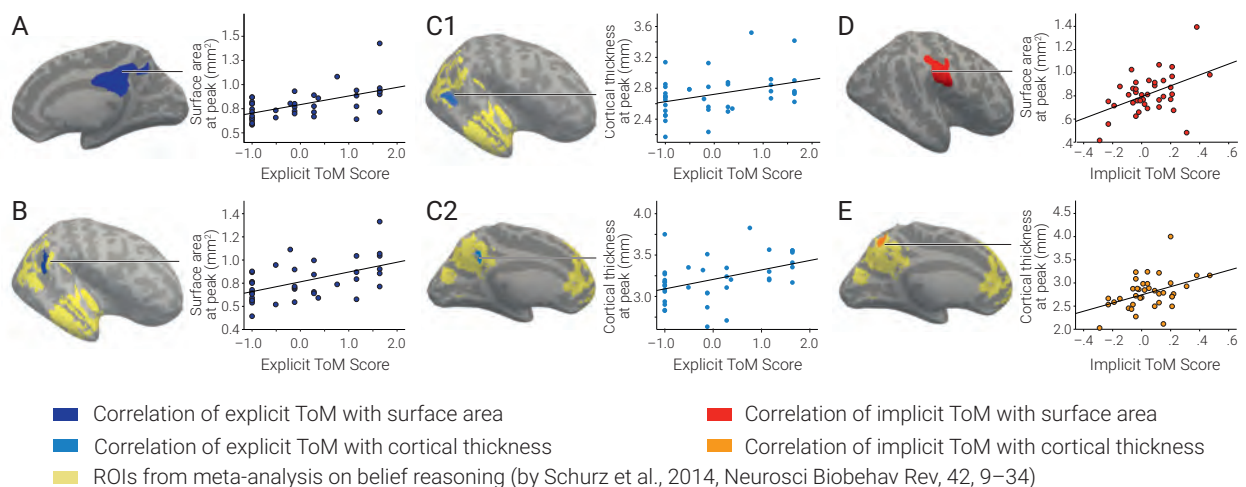 A
Surface area
at peak (mm²)
1.5
1.0
0.8
0.5
−1.0 0.0 1.0 2.0
Explicit ToM Score
C1
Cortical thickness
at peak (mm)
3.6
3.0
2.6
2.2
−1.0 0.0 1.0 2.0
Explicit ToM Score
D
Surface area
at peak (mm²)
1.4
1.2
1.0
.8
.6
.4
−.4 −.2 .0 .2 .4 .6
Implicit ToM Score
B
Surface area
at peak (mm²)
1.4
1.2
1.0
0.8
0.6
0.4
−1.0 0.0 1.0 2.0
Explicit ToM Score
C2
Cortical thickness
at peak (mm)
4.0
3.5
3.0
−1.0 0.0 1.0 2.0
Explicit ToM Score
E
Cortical thickness
at peak (mm)
4.5
4.0
3.5
3.0
2.5
2.0
−.4 −.2 .0 .2 .4 .6
Implicit ToM Score
Correlation of explicit ToM with surface area
Correlation of implicit ToM with surface area
Correlation of explicit ToM with cortical thickness
Correlation of implicit ToM with cortical thickness
ROIs from meta-analysis on belief reasoning (by Schurz et al., 2014, Neurosci Biobehav Rev, 42, 9–34)